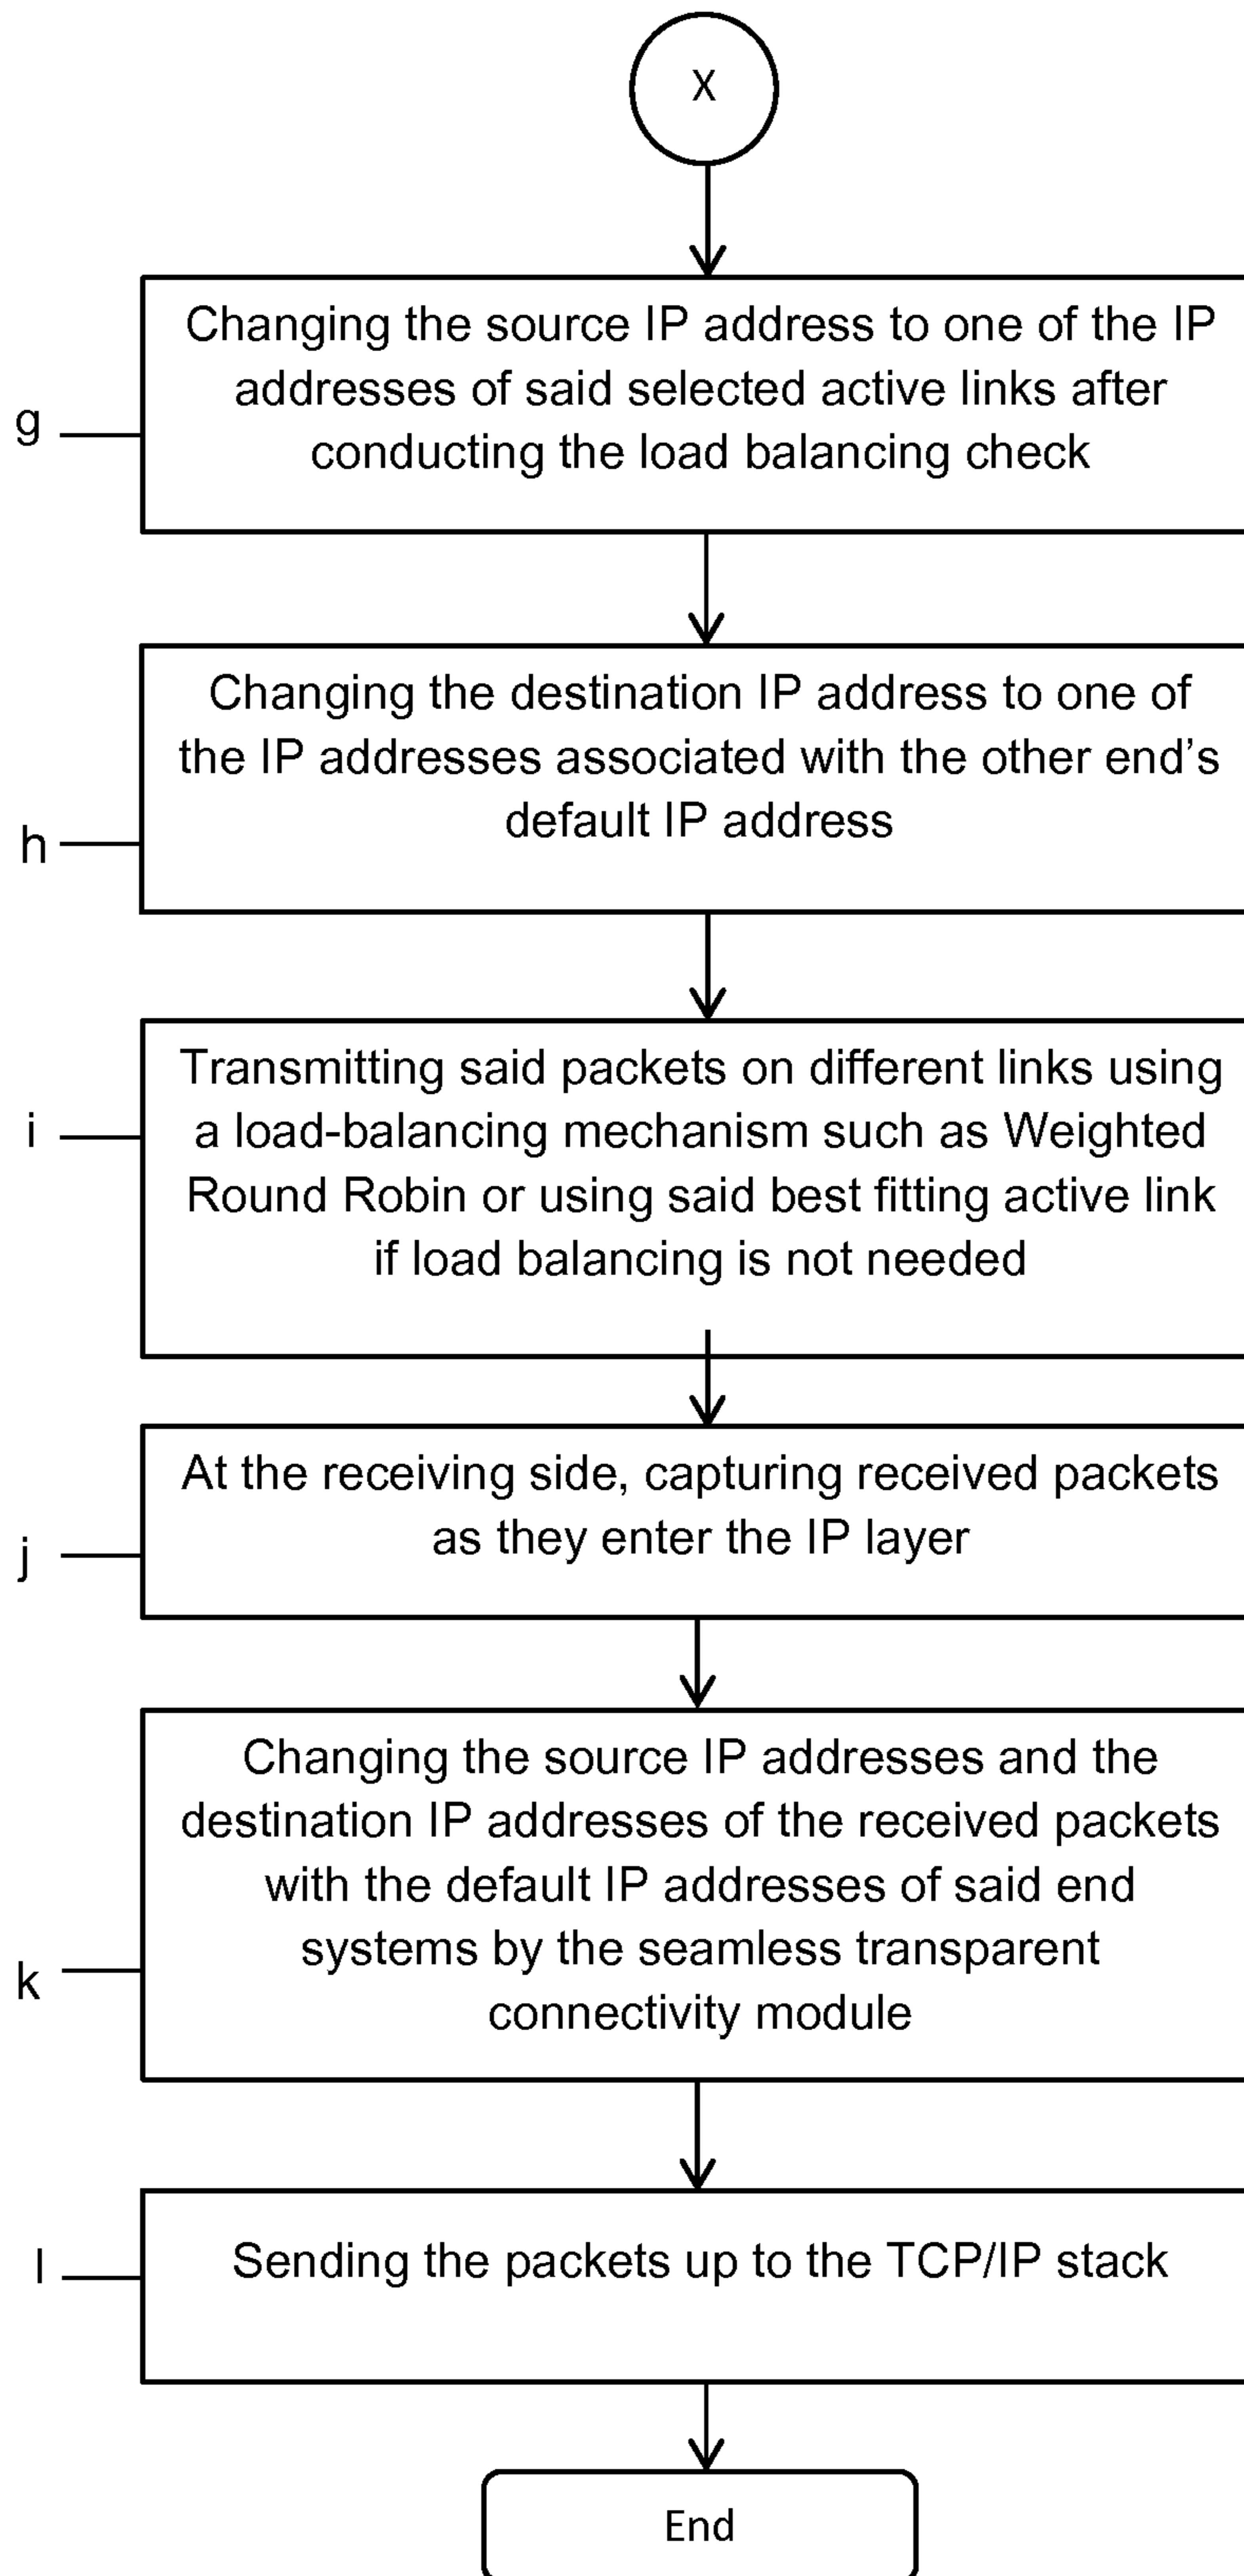 X
Changing the source IP address to one of the IP
addresses of said selected active links after
conducting the load balancing check
g
Changing the destination IP address to one of
the IP addresses associated with the other end’s
default IP address
h
Transmitting said packets on different links using
a load-balancing mechanism such as Weighted
Round Robin or using said best fitting active link
if load balancing is not needed
i
At the receiving side, capturing received packets
as they enter the IP layer
j
Changing the source IP addresses and the
destination IP addresses of the received packets
with the default IP addresses of said end
systems by the seamless transparent
connectivity module
k
Sending the packets up to the TCP/IP stack
l
End